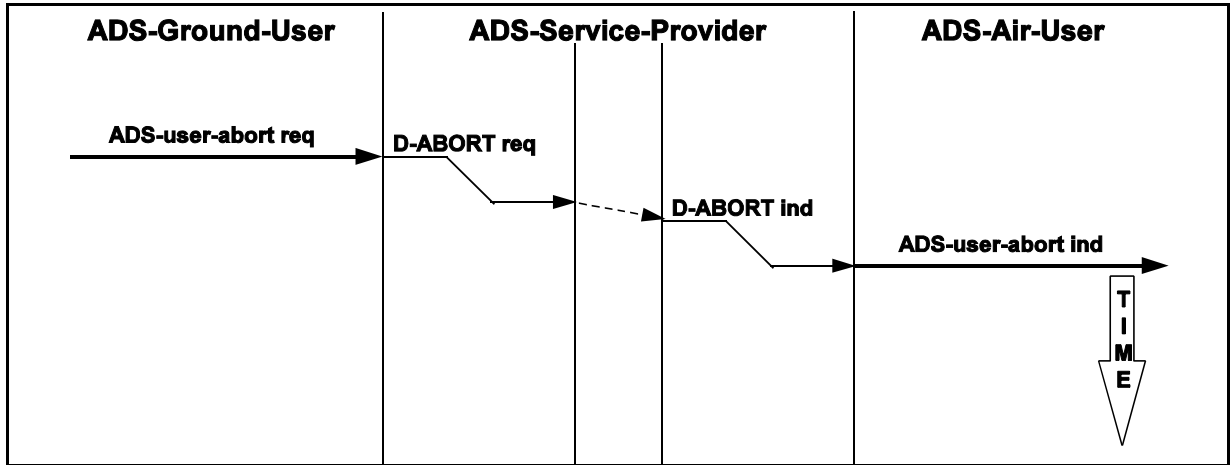 ADS-Ground-User
ADS-Service-Provider
ADS-Air-User
ADS-user-abort req
D-ABORT req
D-ABORT ind
ADS-user-abort ind
T
I
M
E